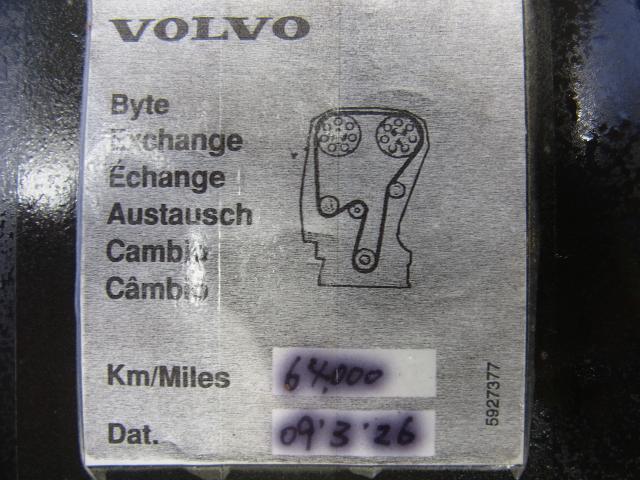 VOLVO
Byte
Exchange
Échange
Austausch
Cambio
Câmbio
Km/Miles 64,000
Dat. 09'3'26
5927377